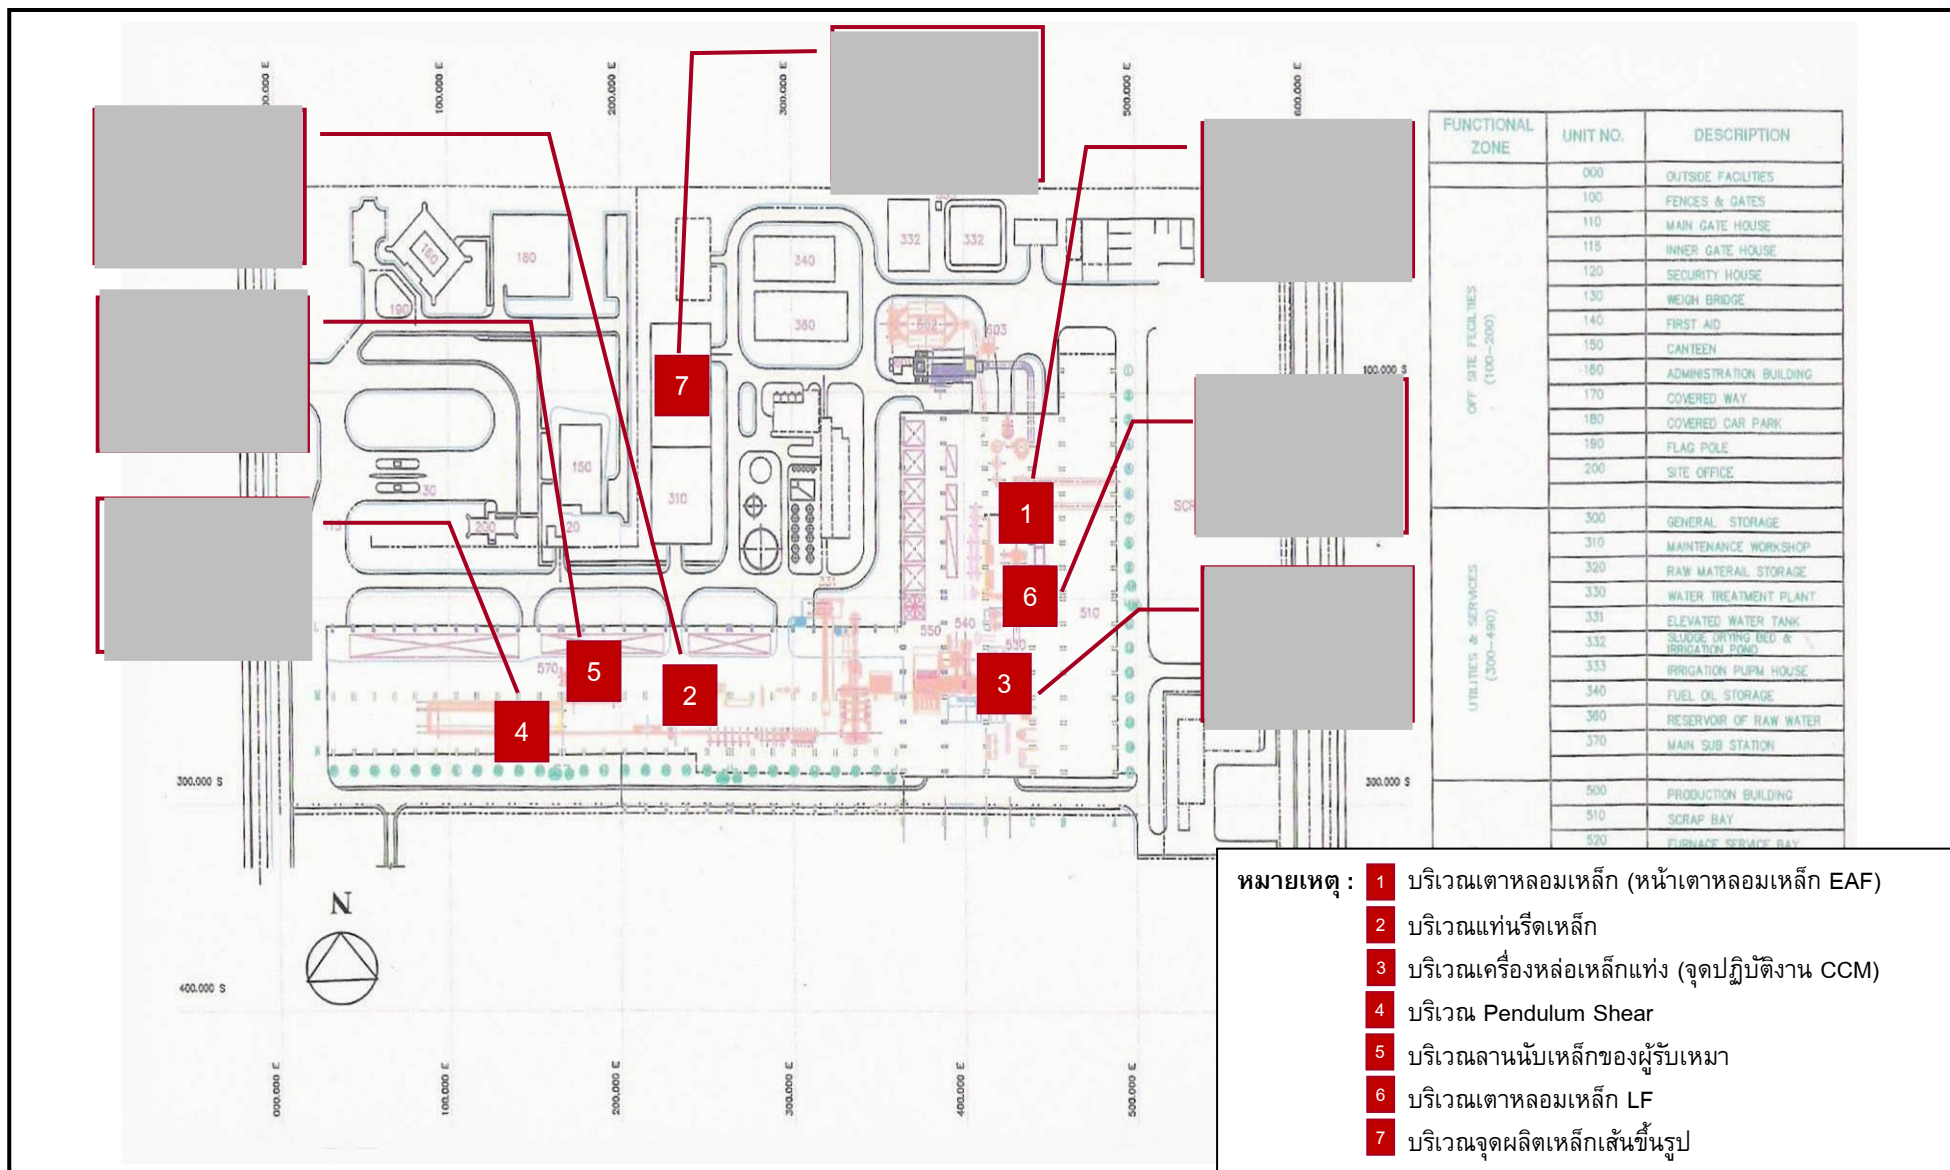 100.000 E
200.000 E
300.000 E
500.000 E
600.000 E
FUNCTIONAL ZONE
UNIT NO.
DESCRIPTION
000 OUTSIDE FACILITIES
OFF SITE FECILITIES
(100-200)
100 FENCES & GATES
110 MAIN GATE HOUSE
115 INNER GATE HOUSE
120 SECURITY HOUSE
130 WEIGH BRIDGE
140 FIRST AID
150 CANTEEN
160 ADMINISTRATION BUILDING
170 COVERED WAY
180 COVERED CAR PARK
190 FLAG POLE
200 SITE OFFICE
UTILITIES & SERVICES
(300-490)
300 GENERAL STORAGE
310 MAINTENANCE WORKSHOP
320 RAW MATERAIL STORAGE
330 WATER TREATMENT PLANT
331 ELEVATED WATER TANK
332 SLUDGE DRYING BED &
IRRIGATION POND
333 IRRIGATION PUPM HOUSE
340 FUEL OIL STORAGE
360 RESERVOIR OF RAW WATER
370 MAIN SUB STATION
500 PRODUCTION BUILDING
510 SCRAP BAY
520 FURNACE SERVICE BAY
160
180
190
340
360
332
332
602
603
100.000 S
7
150
310
30
200
20
1
6
331
510
550
540
530
570
5
2
3
4
300.000 S
300.000 S
N
400.000 S
000.000 E
100.000 E
200.000 E
300.000 E
400.000 E
500.000 E
หมายเหตุ :
1 บริเวณเตาหลอมเหล็ก (หน้าเตาหลอมเหล็ก EAF)
2 บริเวณแท่นรีดเหล็ก
3 บริเวณเครื่องหล่อเหล็กแท่ง (จุดปฏิบัติงาน CCM)
4 บริเวณ Pendulum Shear
5 บริเวณลานนับเหล็กของผู้รับเหมา
6 บริเวณเตาหลอมเหล็ก LF
7 บริเวณจุดผลิตเหล็กเส้นขึ้นรูป